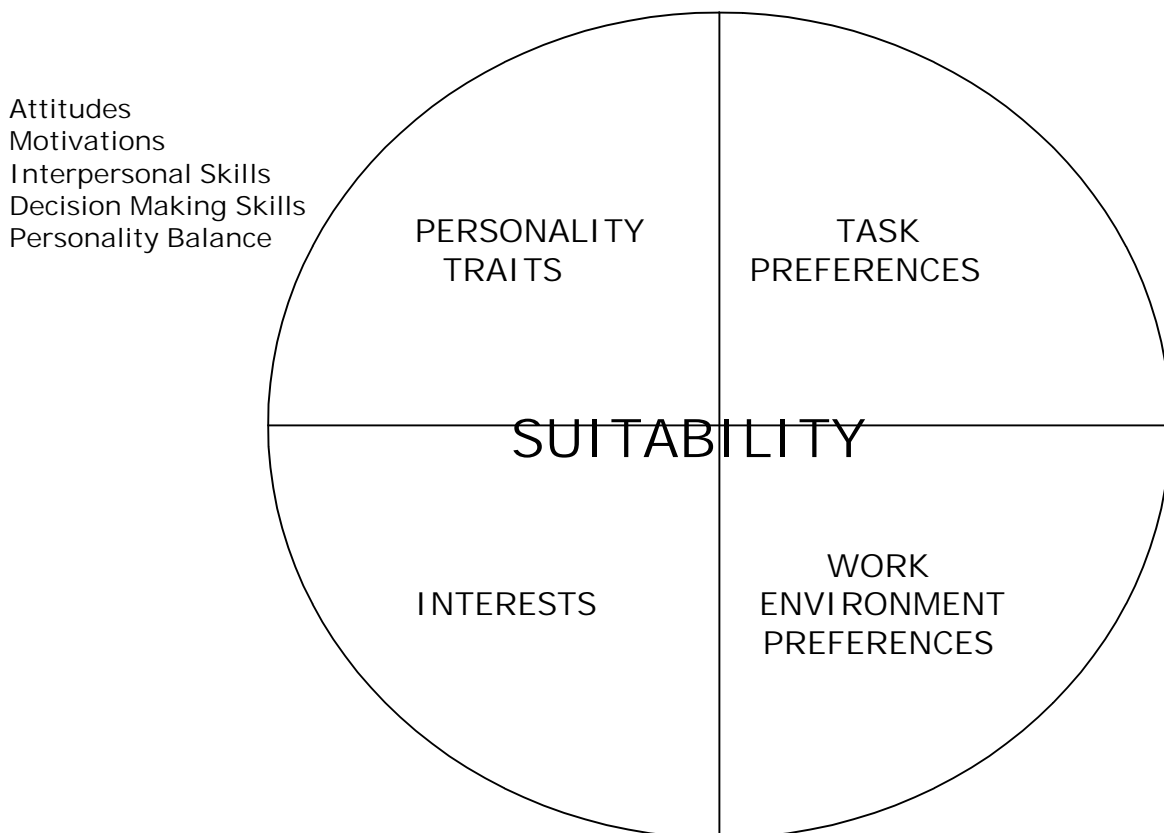 Attitudes
Motivations
Interpersonal Skills
Decision Making Skills
Personality Balance
PERSONALITY
TRAITS
TASK
PREFERENCES
SUITABILITY
INTERESTS
WORK
ENVIRONMENT
PREFERENCES